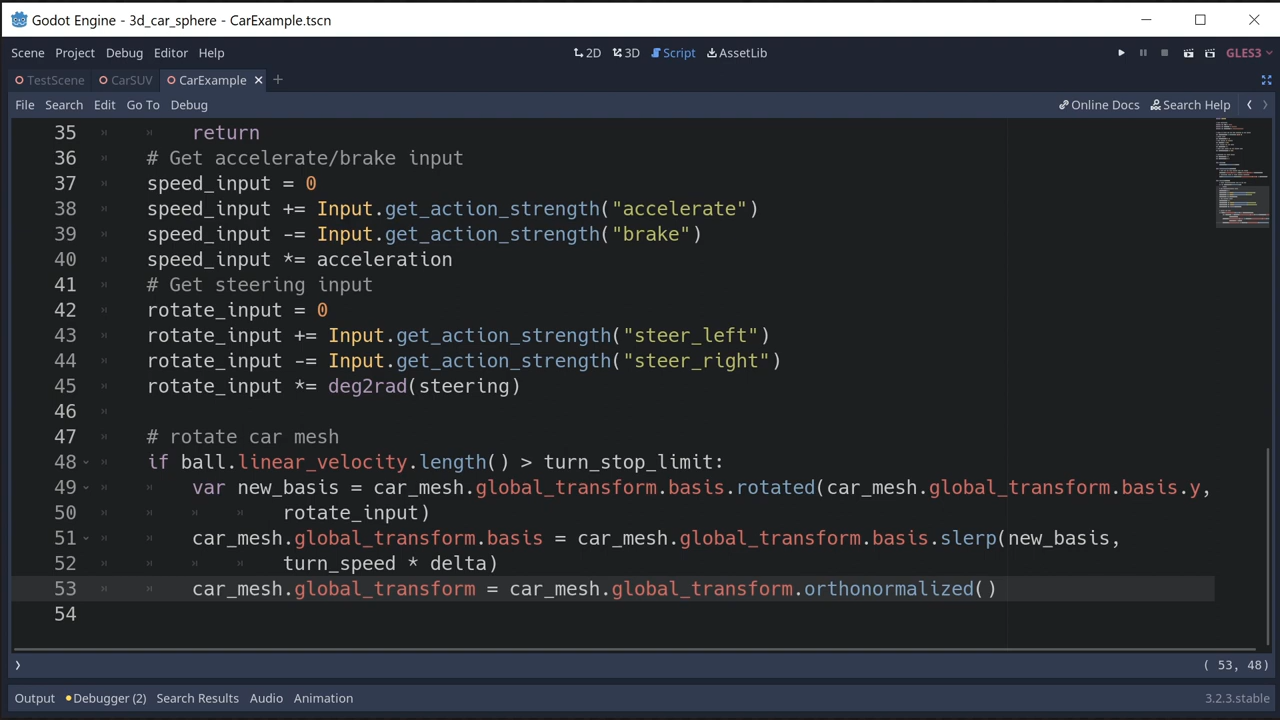 Godot Engine - 3d_car_sphere - CarExample.tscn
Scene Project Debug Editor Help 2D 3D Script AssetLib GLES3
TestScene CarSUV CarExample
File Search Edit Go To Debug Online Docs Search Help
35 return
36 # Get accelerate/brake input
37 speed_input = 0
38 speed_input += Input.get_action_strength("accelerate")
39 speed_input -= Input.get_action_strength("brake")
40 speed_input *= acceleration
41 # Get steering input
42 rotate_input = 0
43 rotate_input += Input.get_action_strength("steer_left")
44 rotate_input -= Input.get_action_strength("steer_right")
45 rotate_input *= deg2rad(steering)
46
47 # rotate car mesh
48 if ball.linear_velocity.length() > turn_stop_limit:
49 var new_basis = car_mesh.global_transform.basis.rotated(car_mesh.global_transform.basis.y,
50 rotate_input)
51 car_mesh.global_transform.basis = car_mesh.global_transform.basis.slerp(new_basis,
52 turn_speed * delta)
53 car_mesh.global_transform = car_mesh.global_transform.orthonormalized()
54
( 53, 48)
Output Debugger (2) Search Results Audio Animation 3.2.3.stable